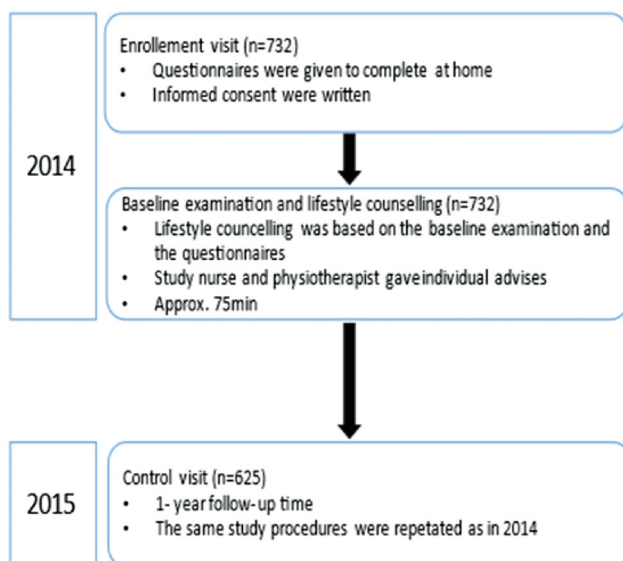 2014
Enrollement visit (n=732)
• Questionnaires were given to complete at home
• Informed consent were written
Baseline examination and lifestyle counselling (n=732)
• Lifestyle councelling was based on the baseline examination and
the questionnaires
• Study nurse and physiotherapist gave individual advises
• Approx. 75min
2015
Control visit (n=625)
• 1- year follow-up time
• The same study procedures were repetated as in 2014